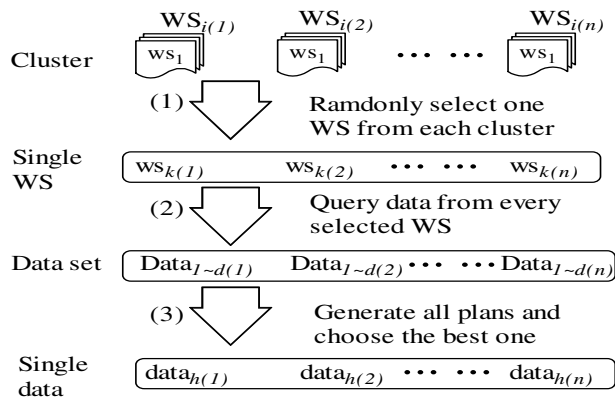 WS_i(1) WS_i(2) WS_i(n)
Cluster ws_1 ws_1 ... ... ws_1
(1) Ramdonly select one
WS from each cluster
Single
WS
ws_k(1) ws_k(2) ... ... ws_k(n)
(2) Query data from every
selected WS
Data set Data_1~d(1) Data_1~d(2) ... ... Data_1~d(n)
(3) Generate all plans and
choose the best one
Single
data
data_h(1) data_h(2) ... ... data_h(n)